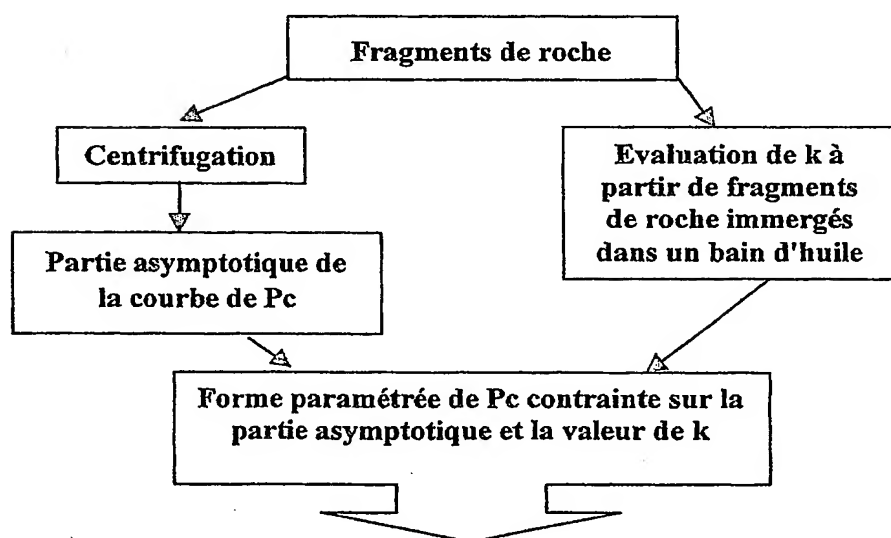 Fragments de roche
Centrifugation
Evaluation de k à
partir de fragments
de roche immergés
dans un bain d'huile
Partie asymptotique de
la courbe de Pc
Forme paramétrée de Pc contrainte sur la
partie asymptotique et la valeur de k